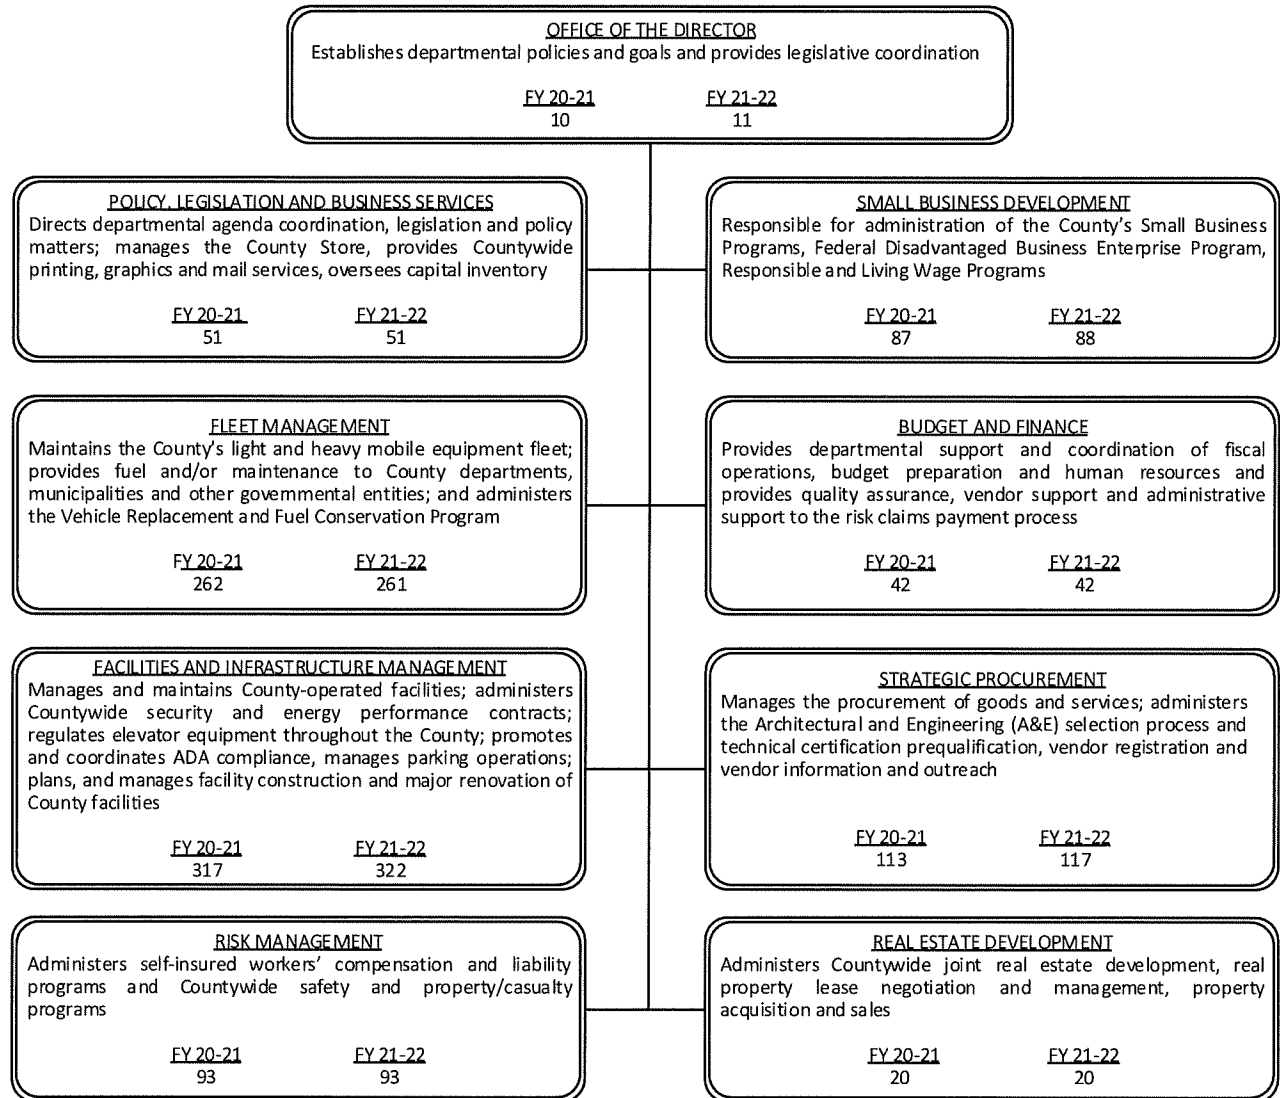 OFFICE OF THE DIRECTOR
Establishes departmental policies and goals and provides legislative coordination
FY 20-21 FY 21-22
10 11
POLICY, LEGISLATION AND BUSINESS SERVICES
Directs departmental agenda coordination, legislation and policy
matters; manages the County Store, provides Countywide
printing, graphics and mail services, oversees capital inventory
FY 20-21 FY 21-22
51 51
SMALL BUSINESS DEVELOPMENT
Responsible for administration of the County's Small Business
Programs, Federal Disadvantaged Business Enterprise Program,
Responsible and Living Wage Programs
FY 20-21 FY 21-22
87 88
FLEET MANAGEMENT
Maintains the County's light and heavy mobile equipment fleet;
provides fuel and/or maintenance to County departments,
municipalities and other governmental entities; and administers
the Vehicle Replacement and Fuel Conservation Program
FY 20-21 FY 21-22
262 261
BUDGET AND FINANCE
Provides departmental support and coordination of fiscal
operations, budget preparation and human resources and
provides quality assurance, vendor support and administrative
support to the risk claims payment process
FY 20-21 FY 21-22
42 42
FACILITIES AND INFRASTRUCTURE MANAGEMENT
Manages and maintains County-operated facilities; administers
Countywide security and energy performance contracts;
regulates elevator equipment throughout the County; promotes
and coordinates ADA compliance, manages parking operations;
plans, and manages facility construction and major renovation of
County facilities
FY 20-21 FY 21-22
317 322
STRATEGIC PROCUREMENT
Manages the procurement of goods and services; administers
the Architectural and Engineering (A&E) selection process and
technical certification prequalification, vendor registration and
vendor information and outreach
FY 20-21 FY 21-22
113 117
RISK MANAGEMENT
Administers self-insured workers' compensation and liability
programs and Countywide safety and property/casualty
programs
FY 20-21 FY 21-22
93 93
REAL ESTATE DEVELOPMENT
Administers Countywide joint real estate development, real
property lease negotiation and management, property
acquisition and sales
FY 20-21 FY 21-22
20 20